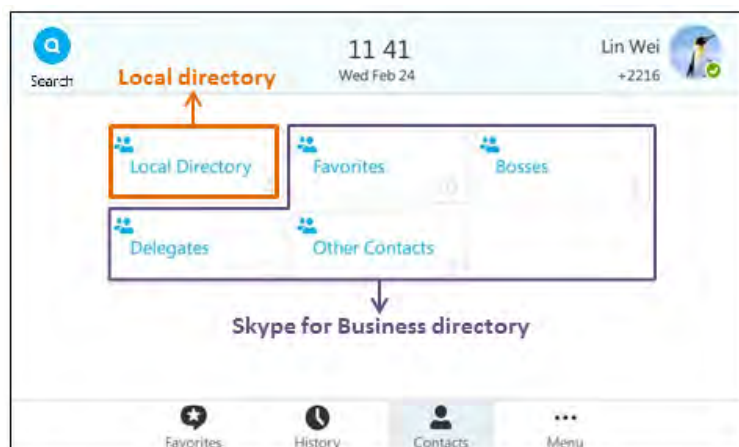 11 41
Lin Wei
Search
Wed Feb 24
+2216
Local directory
Local Directory
Favorites
Bosses
Delegates
Other Contacts
Skype for Business directory
Favorites
History
Contacts
Menu